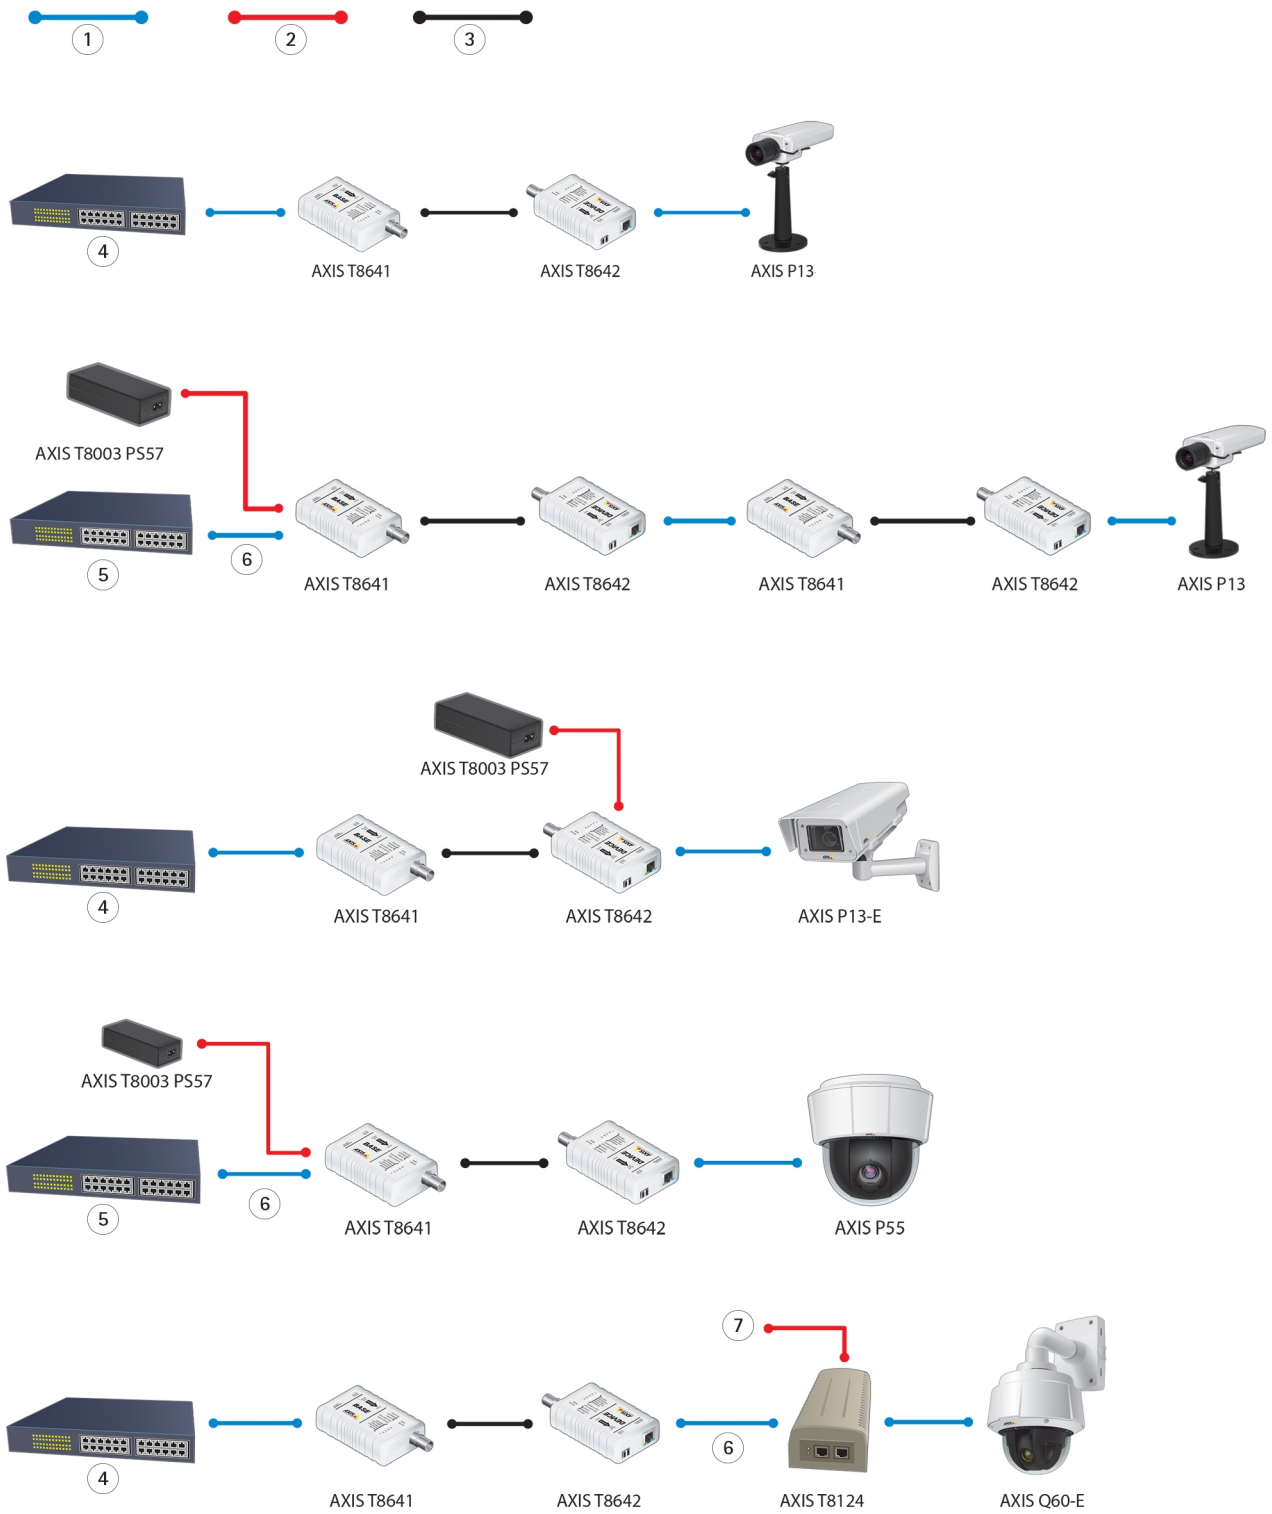 1 2 3
4
AXIS T8641 AXIS T8642 AXIS P13
AXIS T8003 PS57
5 6
AXIS T8641 AXIS T8642 AXIS T8641 AXIS T8642 AXIS P13
AXIS T8003 PS57
4
AXIS T8641 AXIS T8642 AXIS P13-E
AXIS T8003 PS57
5 6
AXIS T8641 AXIS T8642 AXIS P55
7
4 6
AXIS T8641 AXIS T8642 AXIS T8124 AXIS Q60-E